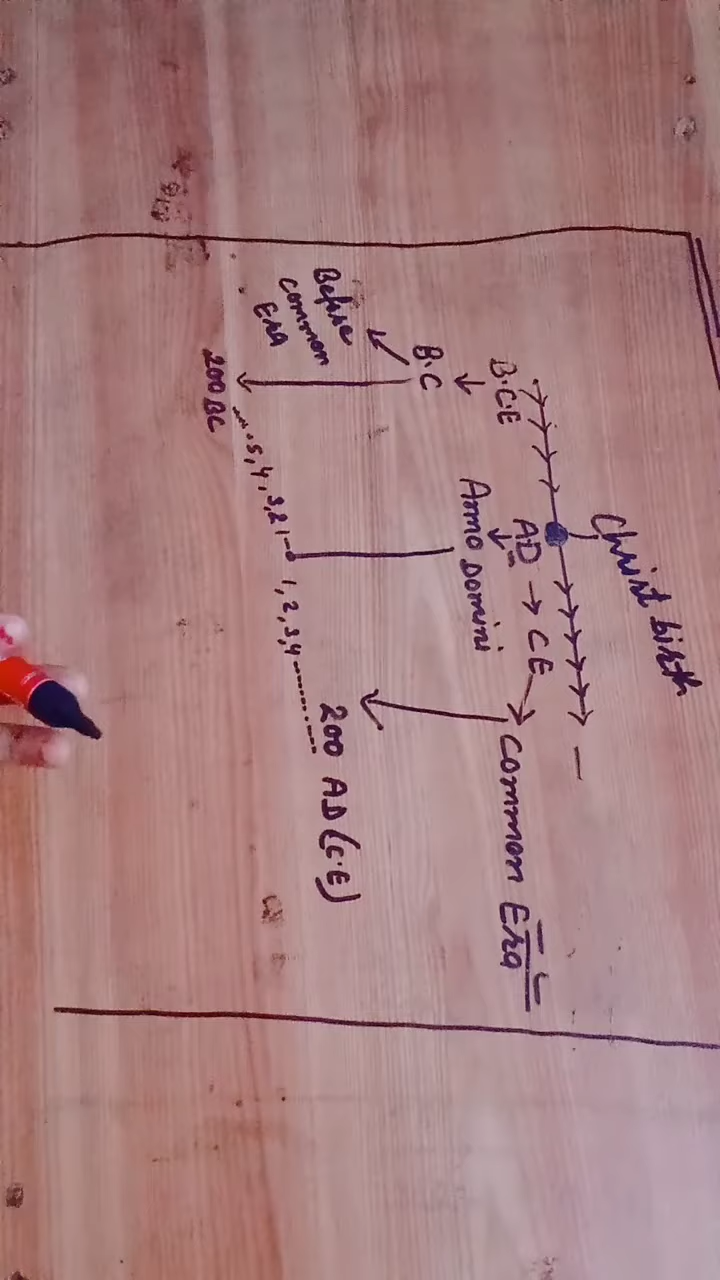 Christ birth
B.C.E AD → CE → Common Era
B.C Anno Domini
Before
Common
Era
200 BC 5, 4, 3, 2, 1 1, 2, 3, 4 -------- 200 AD (C.E)